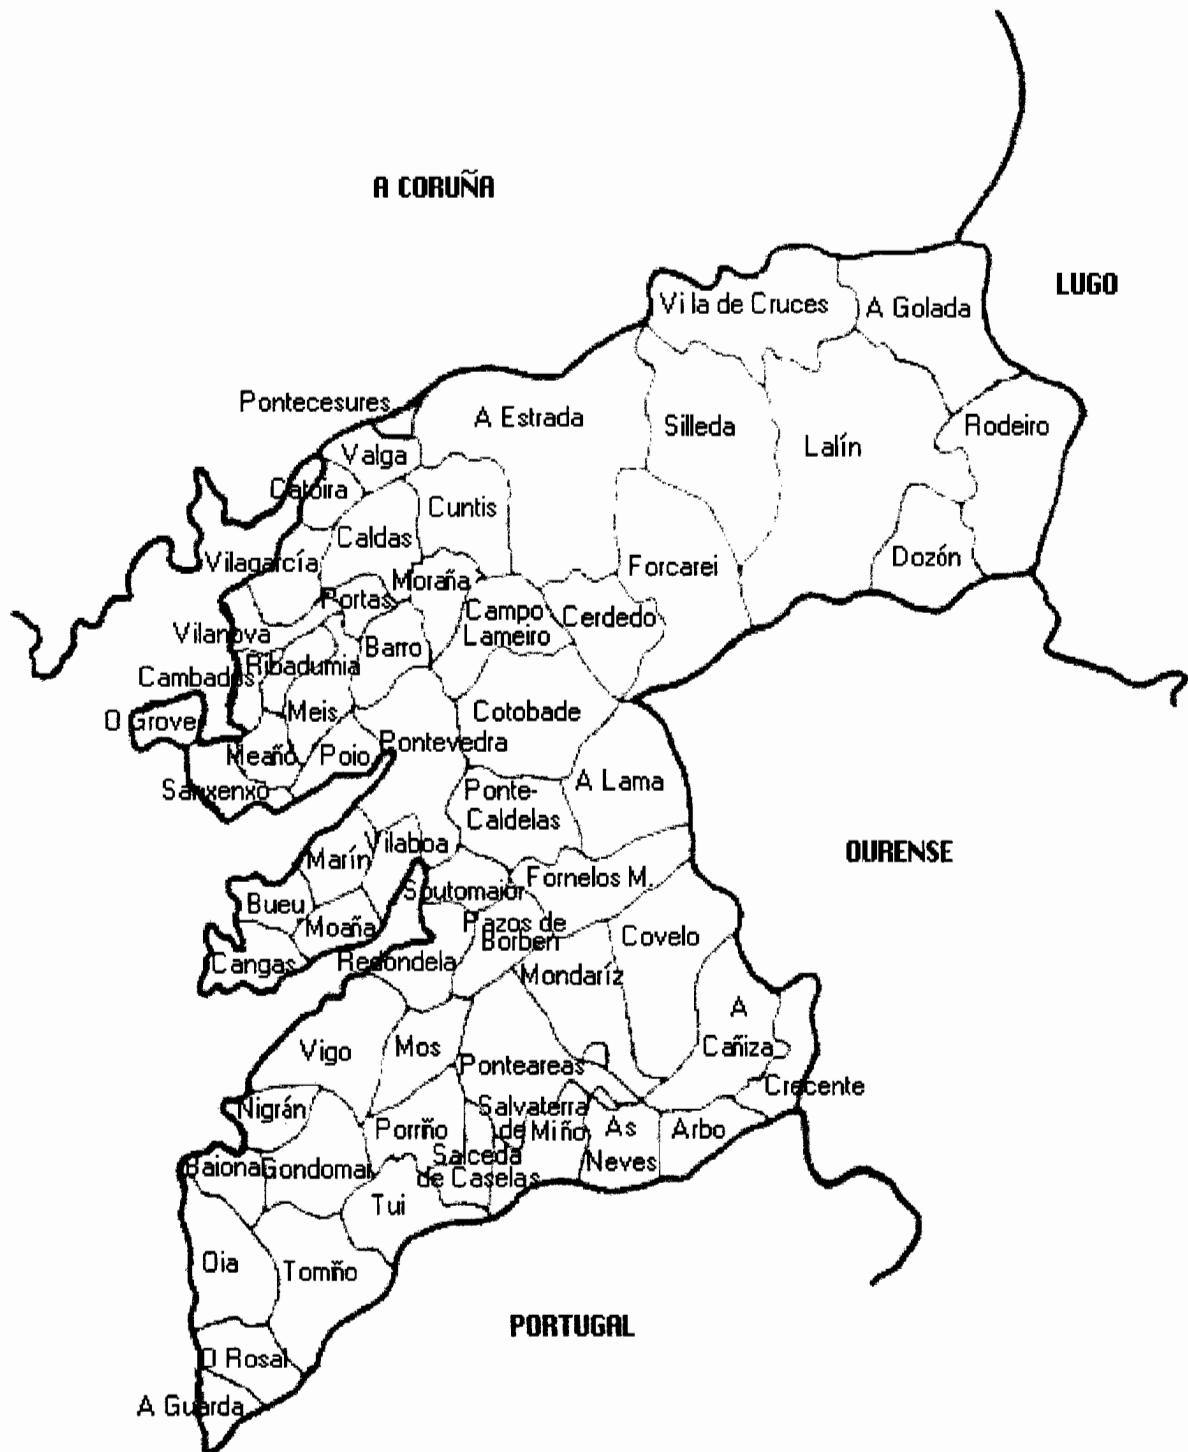 A CORUÑA
LUGO
Vila de Cruces
A Golada
Pontecesures
A Estrada
Silleda
Lalín
Rodeiro
Valga
Catoira
Cuntis
Caldas
Vilagarcía
Moraña
Forcarei
Dozón
Portas
Campo
Lameiro
Cerdedo
Vilanova
Barro
Ribadumia
Cambados
O Grove
Meis
Cotobade
Meaño
Poio
Pontevedra
Sanxenxo
A Lama
Ponte-
Caldelas
OURENSE
Marín
Vilaboa
Fornelos M.
Soutomaior
Bueu
Moaña
Pazos de
Borben
Covelo
Cangas
Redondela
Mondaríz
A
Cañiza
Vigo
Mos
Ponteareas
Crecente
Nigrán
Porriño
Salvaterra
de Miño
As
Neves
Arbo
Baiona
Gondomar
Salceda
de Caselas
Tui
Oia
Tomiño
PORTUGAL
O Rosal
A Guarda